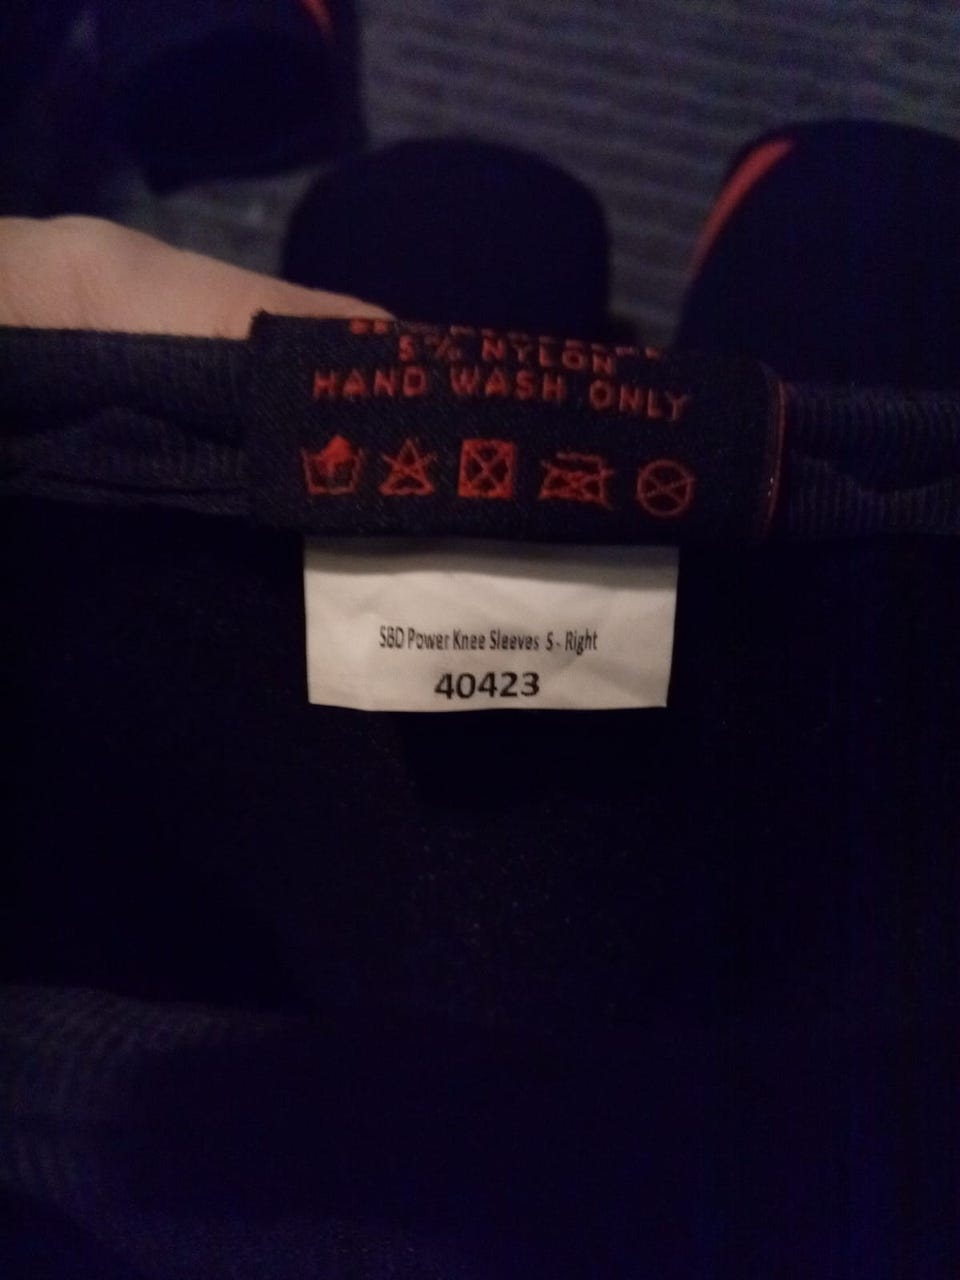 5% NYLON
HAND WASH ONLY
SBD Power Knee Sleeves S - Right
40423